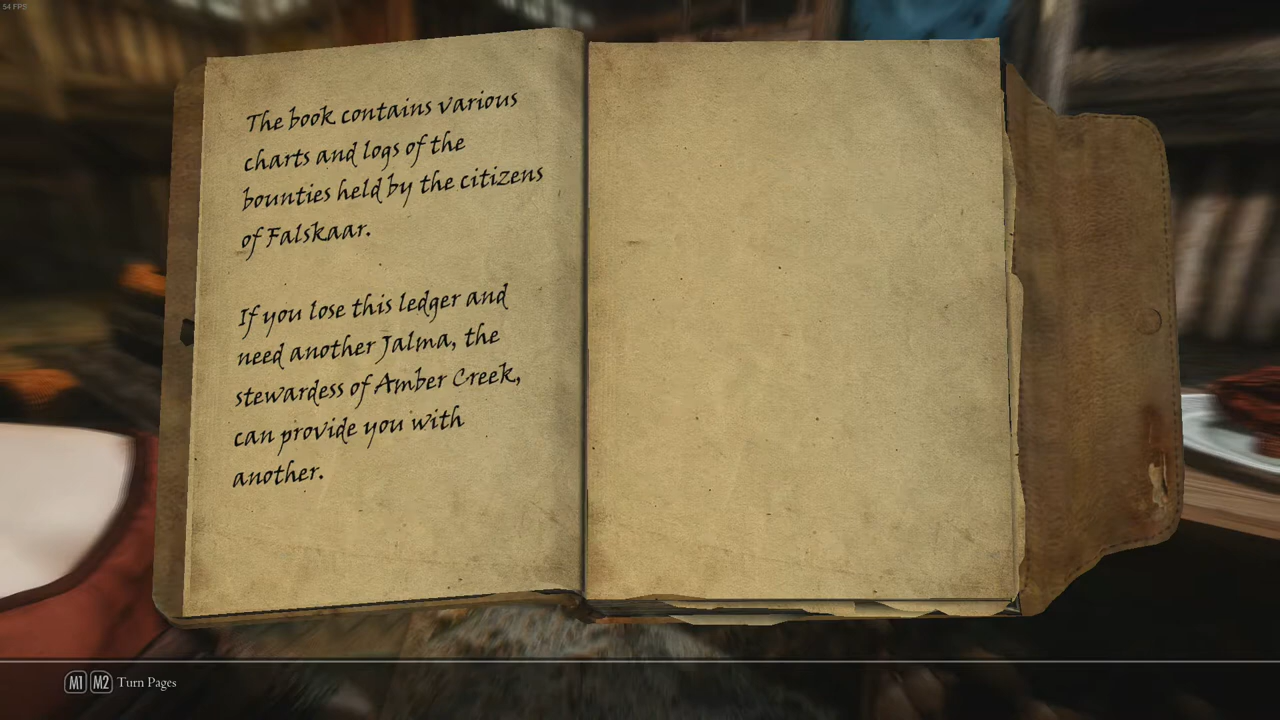 54 FPS
The book contains various
charts and logs of the
bounties held by the citizens
of Falskaar.
If you lose this ledger and
need another Jalma, the
stewardess of Amber Creek,
can provide you with
another.
M1 M2 Turn Pages